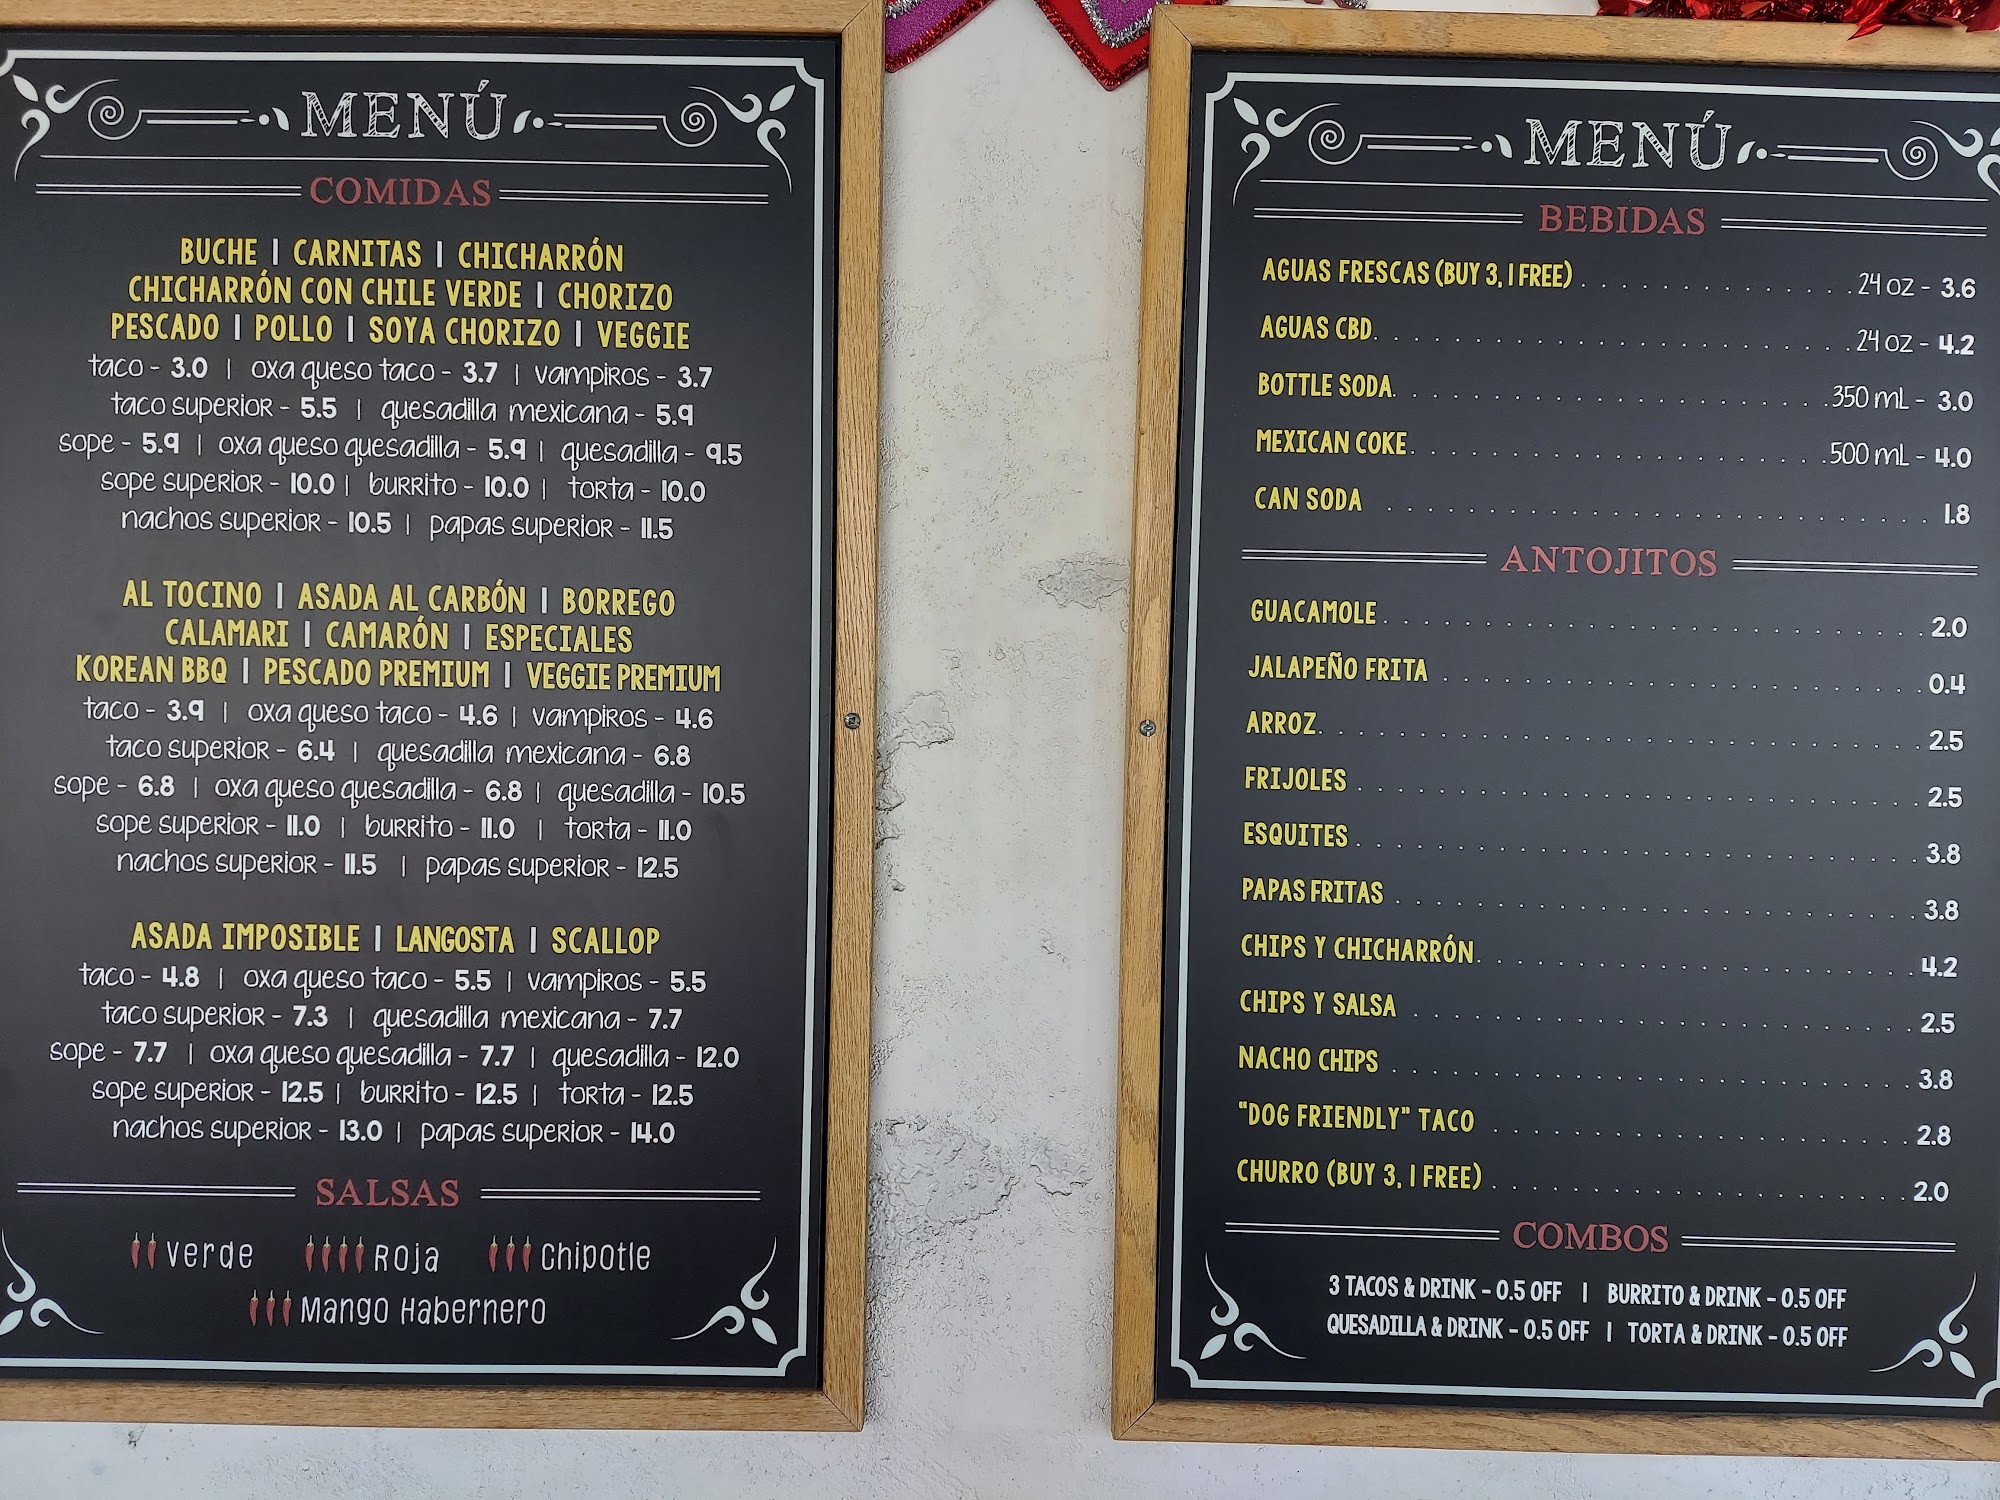 MENÚ
COMIDAS
BUCHE | CARNITAS | CHICHARRÓN
CHICHARRÓN CON CHILE VERDE | CHORIZO
PESCADO | POLLO | SOYA CHORIZO | VEGGIE
taco - 3.0 | oxa queso taco - 3.7 | vampiros - 3.7
taco superior - 5.5 | quesadilla mexicana - 5.9
sope - 5.9 | oxa queso quesadilla - 5.9 | quesadilla - 9.5
sope superior - 10.0 | burrito - 10.0 | torta - 10.0
nachos superior - 10.5 | papas superior - 11.5
AL TOCINO | ASADA AL CARBÓN | BORREGO
CALAMARI | CAMARÓN | ESPECIALES
KOREAN BBQ | PESCADO PREMIUM | VEGGIE PREMIUM
taco - 3.9 | oxa queso taco - 4.6 | vampiros - 4.6
taco superior - 6.4 | quesadilla mexicana - 6.8
sope - 6.8 | oxa queso quesadilla - 6.8 | quesadilla - 10.5
sope superior - 11.0 | burrito - 11.0 | torta - 11.0
nachos superior - 11.5 | papas superior - 12.5
ASADA IMPOSIBLE | LANGOSTA | SCALLOP
taco - 4.8 | oxa queso taco - 5.5 | vampiros - 5.5
taco superior - 7.3 | quesadilla mexicana - 7.7
sope - 7.7 | oxa queso quesadilla - 7.7 | quesadilla - 12.0
sope superior - 12.5 | burrito - 12.5 | torta - 12.5
nachos superior - 13.0 | papas superior - 14.0
SALSAS
Verde Roja Chipotle
Mango Habernero
MENÚ
BEBIDAS
AGUAS FRESCAS (BUY 3, 1 FREE) 24 oz - 3.6
AGUAS CBD 24 oz - 4.2
BOTTLE SODA 350 mL - 3.0
MEXICAN COKE 500 mL - 4.0
CAN SODA 1.8
ANTOJITOS
GUACAMOLE 2.0
JALAPEÑO FRITA 0.4
ARROZ 2.5
FRIJOLES 2.5
ESQUITES 3.8
PAPAS FRITAS 3.8
CHIPS Y CHICHARRÓN 4.2
CHIPS Y SALSA 2.5
NACHO CHIPS 3.8
"DOG FRIENDLY" TACO 2.8
CHURRO (BUY 3, 1 FREE) 2.0
COMBOS
3 TACOS & DRINK - 0.5 OFF | BURRITO & DRINK - 0.5 OFF
QUESADILLA & DRINK - 0.5 OFF | TORTA & DRINK - 0.5 OFF